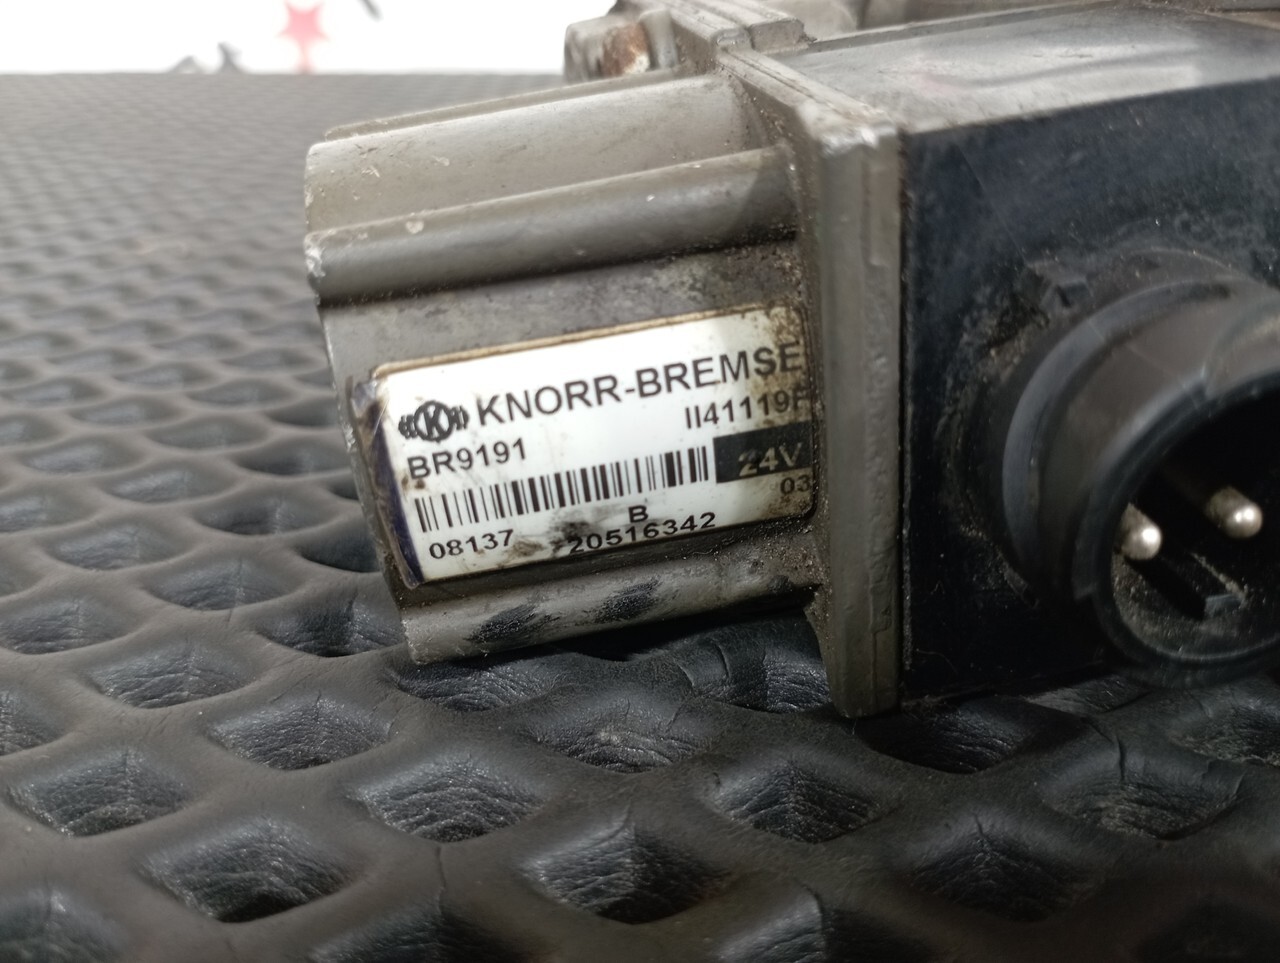 K KNORR-BREMSE
II41119F
BR9191
24V
03
B
08137 20516342